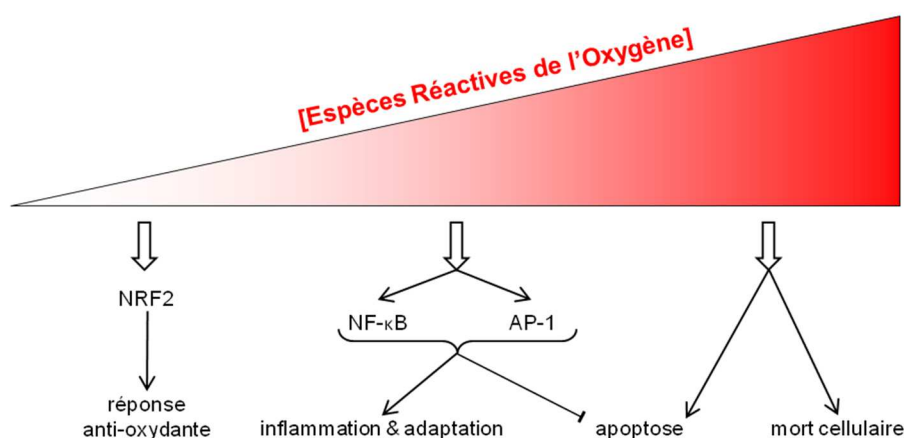 [Espèces Réactives de l’Oxygène]
NRF2
NF-κB
AP-1
réponse
anti-oxydante
inflammation & adaptation
apoptose
mort cellulaire